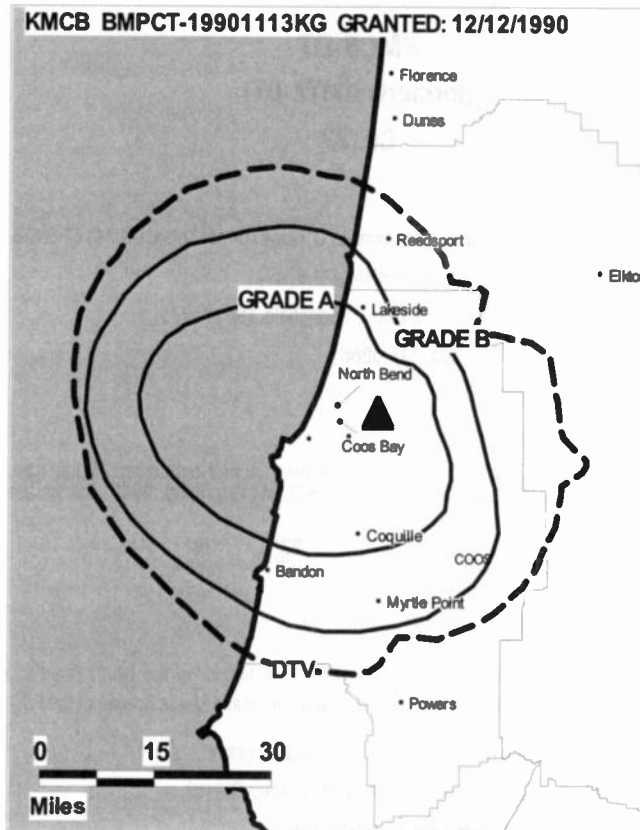 KMCB BMPCT-19901113KG GRANTED: 12/12/1990
Florence
Dunes
Reedsport
Elkton
GRADE A
Lakeside
GRADE B
North Bend
Coos Bay
Coquille
COOS
Bandon
Myrtle Point
DTV
Powers
0 15 30
Miles